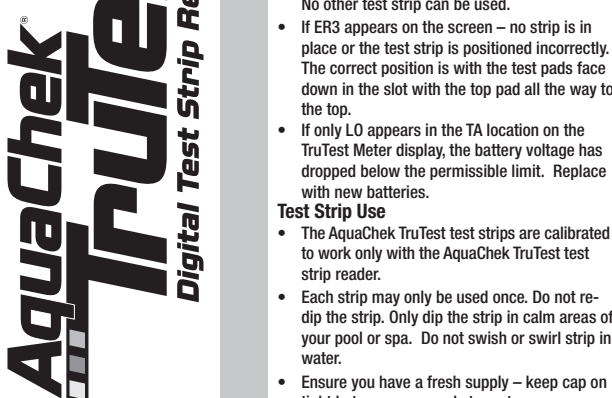 AquaChek®
TruTe
Digital Test Strip Re
No other test strip can be used.
• If ER3 appears on the screen – no strip is in
place or the test strip is positioned incorrectly.
The correct position is with the test pads face
down in the slot with the top pad all the way to
the top.
• If only LO appears in the TA location on the
TruTest Meter display, the battery voltage has
dropped below the permissible limit.  Replace
with new batteries.
Test Strip Use
• The AquaChek TruTest test strips are calibrated
to work only with the AquaChek TruTest test
strip reader.
• Each strip may only be used once. Do not re-
dip the strip. Only dip the strip in calm areas of
your pool or spa.  Do not swish or swirl strip in
water.
• Ensure you have a fresh supply – keep cap on